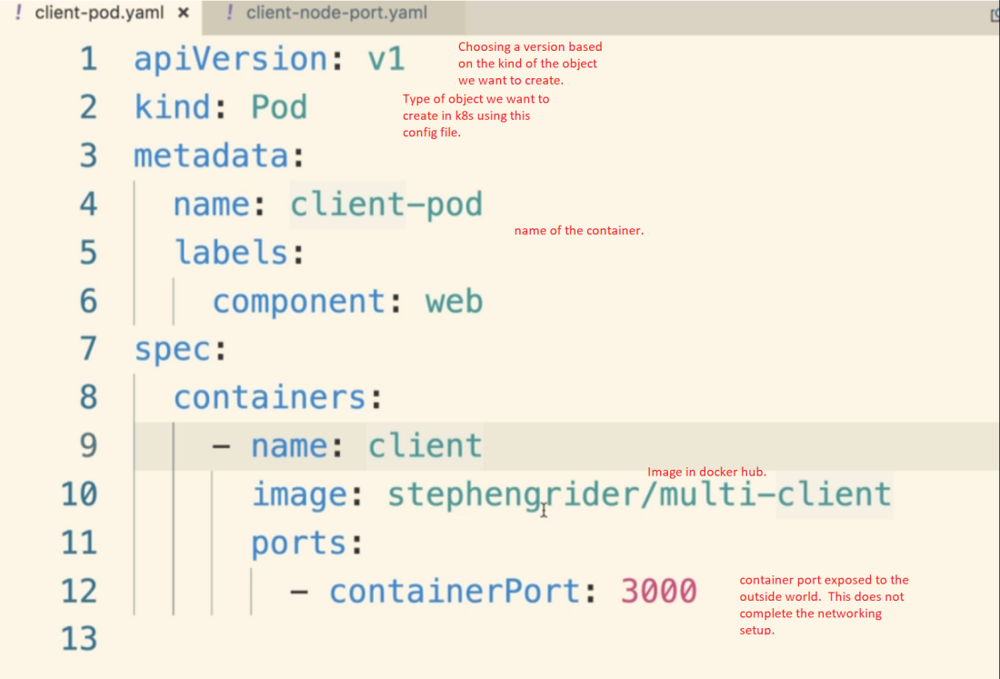 ! client-pod.yaml × ! client-node-port.yaml
1 apiVersion: v1
Choosing a version based
on the kind of the object
we want to create.
2 kind: Pod
Type of object we want to
create in k8s using this
config file.
3 metadata:
4 name: client-pod
name of the container.
5 labels:
6 component: web
7 spec:
8 containers:
9 - name: client
Image in docker hub.
10 image: stephengrider/multi-client
11 ports:
12 - containerPort: 3000
container port exposed to the
outside world. This does not
complete the networking
setup.
13